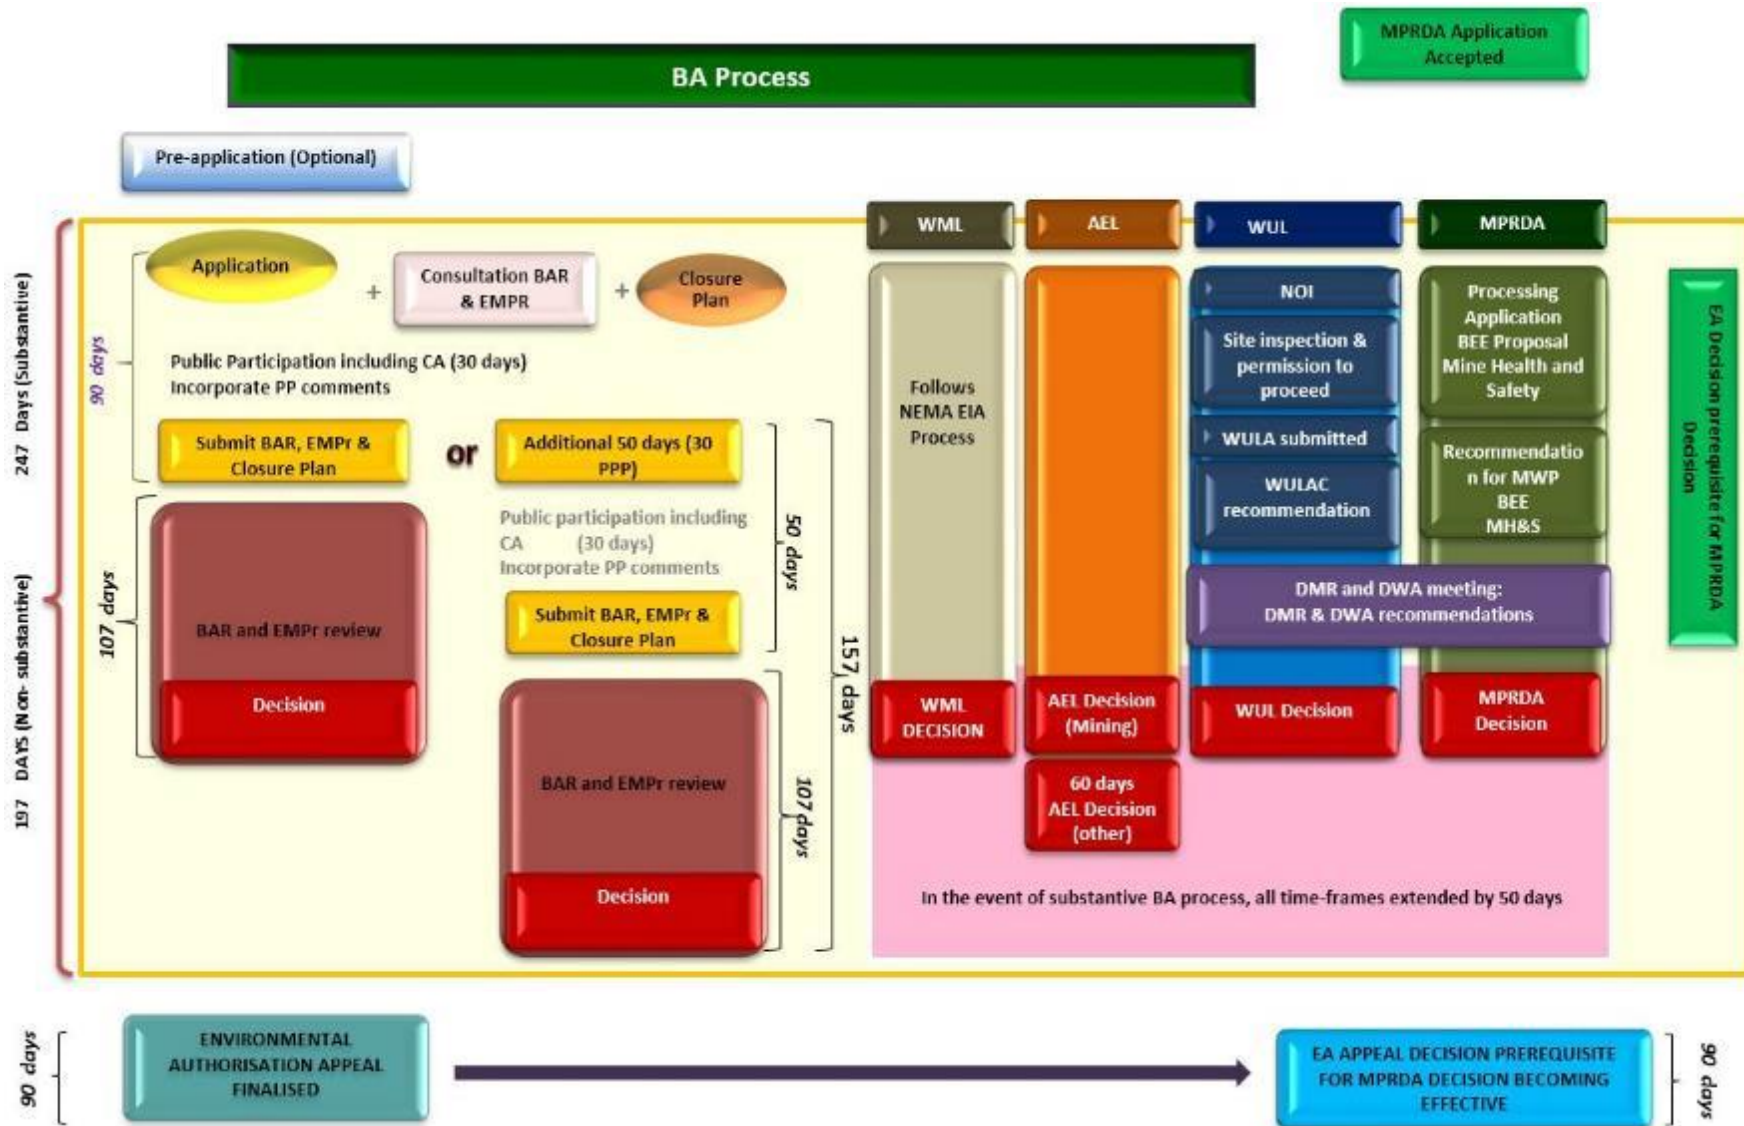 MPRDA Application
Accepted
BA Process
Pre-application (Optional)
WML
AEL
WUL
MPRDA
247 Days (Substantive)
197 DAYS (Non- substantive)
90 days
Application
+
Consultation BAR
& EMPR
+
Closure
Plan
Public Participation including CA (30 days)
Incorporate PP comments
Submit BAR, EMPr &
Closure Plan
or
Additional 50 days (30
PPP)
Public participation including
CA (30 days)
Incorporate PP comments
Submit BAR, EMPr &
Closure Plan
50 days
107 days
BAR and EMPr review
Decision
BAR and EMPr review
Decision
107 days
157 days
Follows
NEMA EIA
Process
WML
DECISION
AEL Decision
(Mining)
60 days
AEL Decision
(other)
NOI
Site inspection &
permission to
proceed
WULA submitted
WULAC
recommendation
Processing
Application
BEE Proposal
Mine Health and
Safety
Recommendatio
n for MWP
BEE
MH&S
DMR and DWA meeting:
DMR & DWA recommendations
WUL Decision
MPRDA
Decision
EA Decision prerequisite for MPRDA
Decision
In the event of substantive BA process, all time-frames extended by 50 days
90 days
ENVIRONMENTAL
AUTHORISATION APPEAL
FINALISED
EA APPEAL DECISION PREREQUISITE
FOR MPRDA DECISION BECOMING
EFFECTIVE
90 days